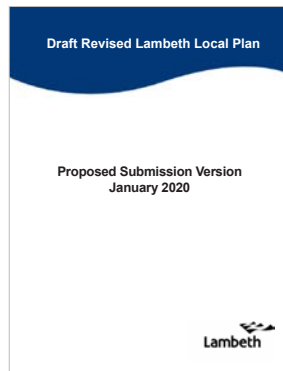 Draft Revised Lambeth Local Plan
Proposed Submission Version
January 2020
Lambeth